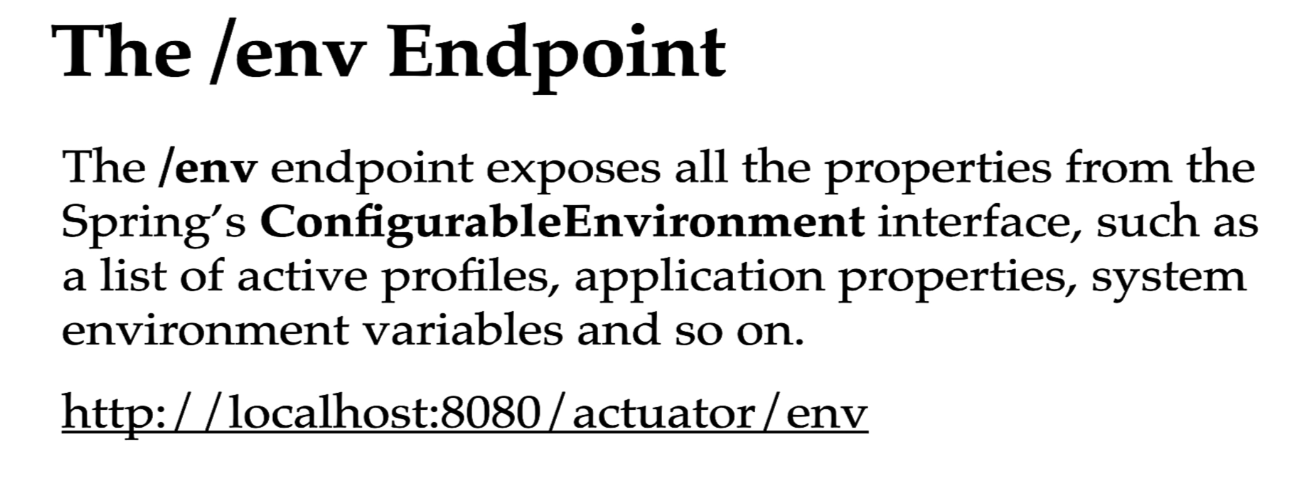 The /env Endpoint
The /env endpoint exposes all the properties from the
Spring's ConfigurableEnvironment interface, such as
a list of active profiles, application properties, system
environment variables and so on.
http://localhost:8080/actuator/env